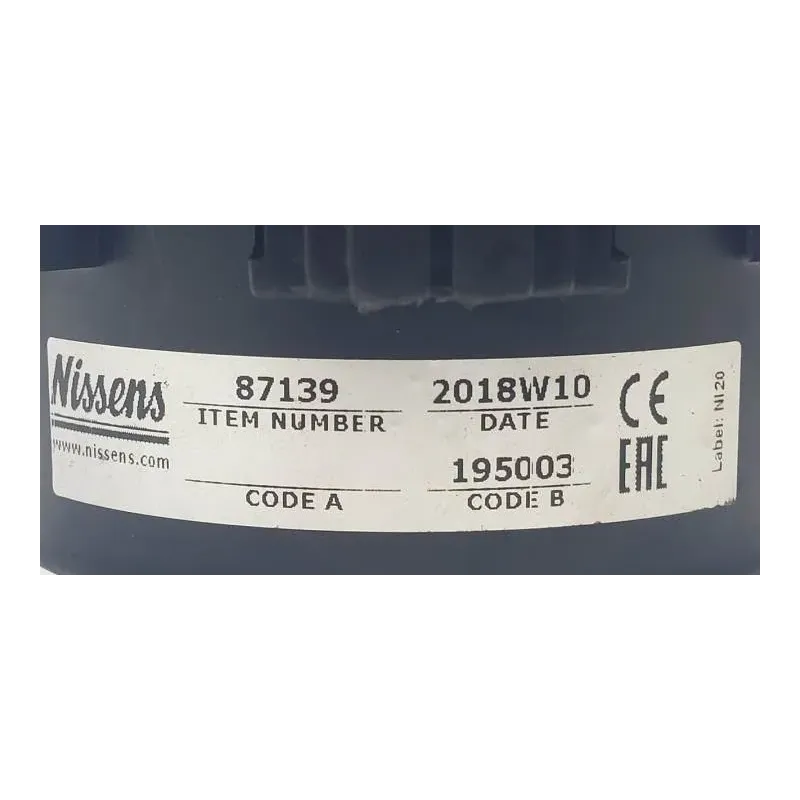 Nissens
www.nissens.com
87139
ITEM NUMBER
2018W10
DATE
CODE A
195003
CODE B
CE
EAC
Label: NI20